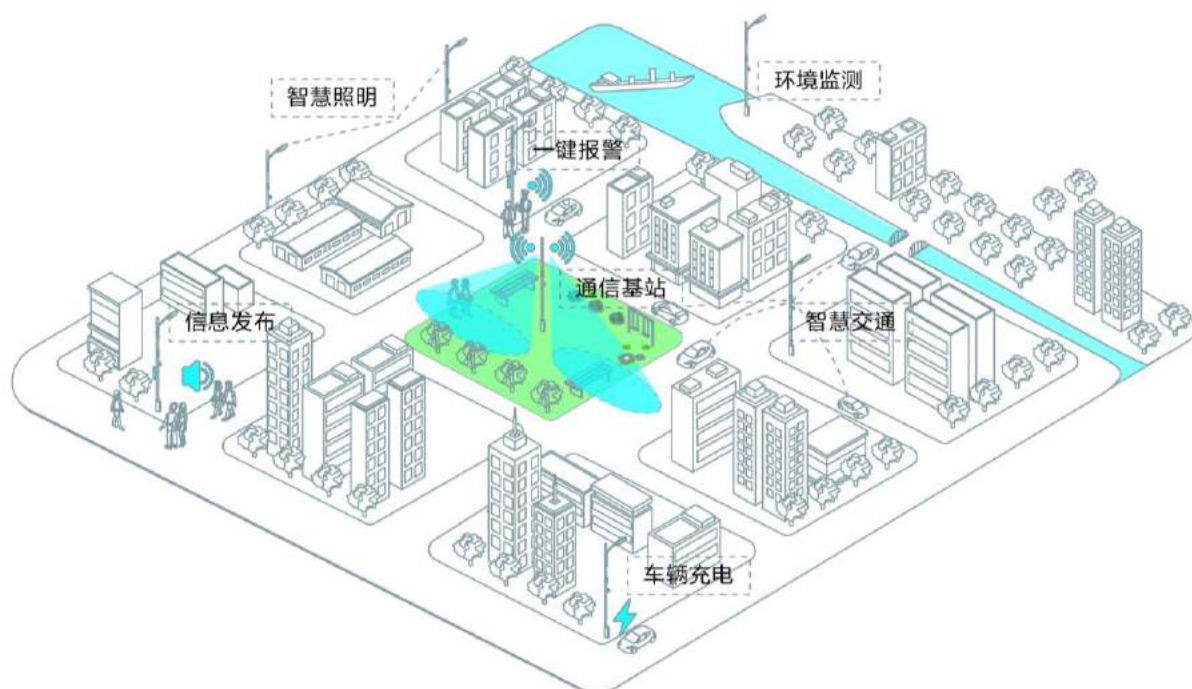 环境监测
智慧照明
一键报警
通信基站
信息发布
智慧交通
车辆充电